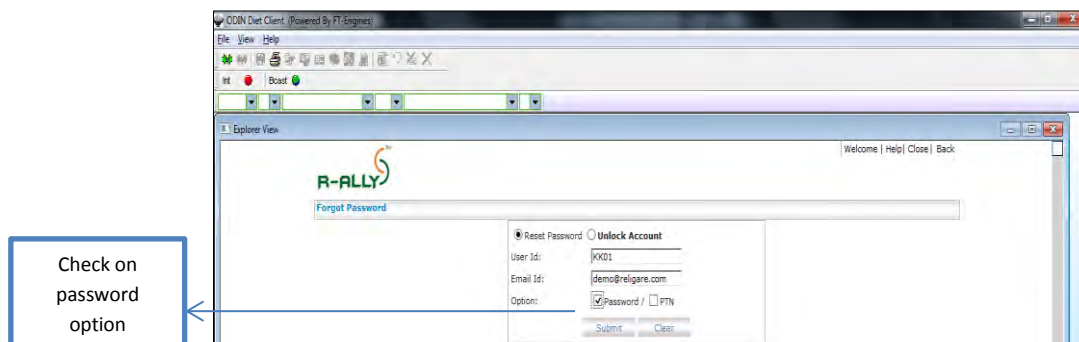 ODIN Diet Client (Powered By FT-Engines)
File View Help
Int Bcast
Explorer View
Welcome | Help| Close | Back
R-ALLY
Forgot Password
Reset Password Unlock Account
User Id: KK01
Email Id: demo@religare.com
Option: Password / PTN
Submit Clear
Check on
password
option